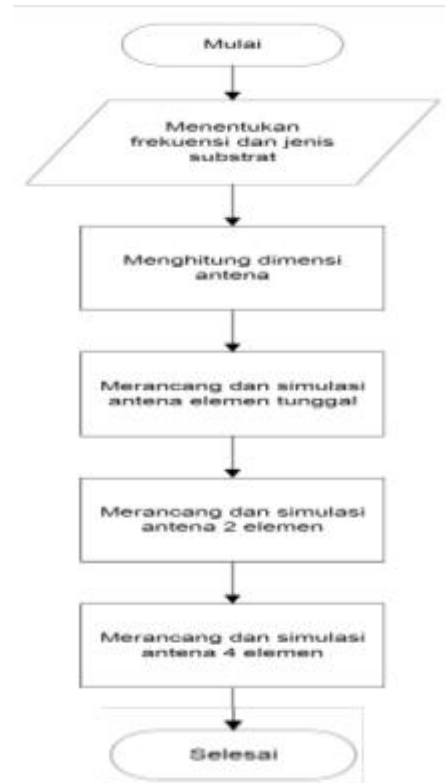 Mulai
Menentukan
frekuensi dan jenis
substrat
Menghitung dimensi
antena
Merancang dan simulasi
antena elemen tunggal
Merancang dan simulasi
antena 2 elemen
Merancang dan simulasi
antena 4 elemen
Selesai